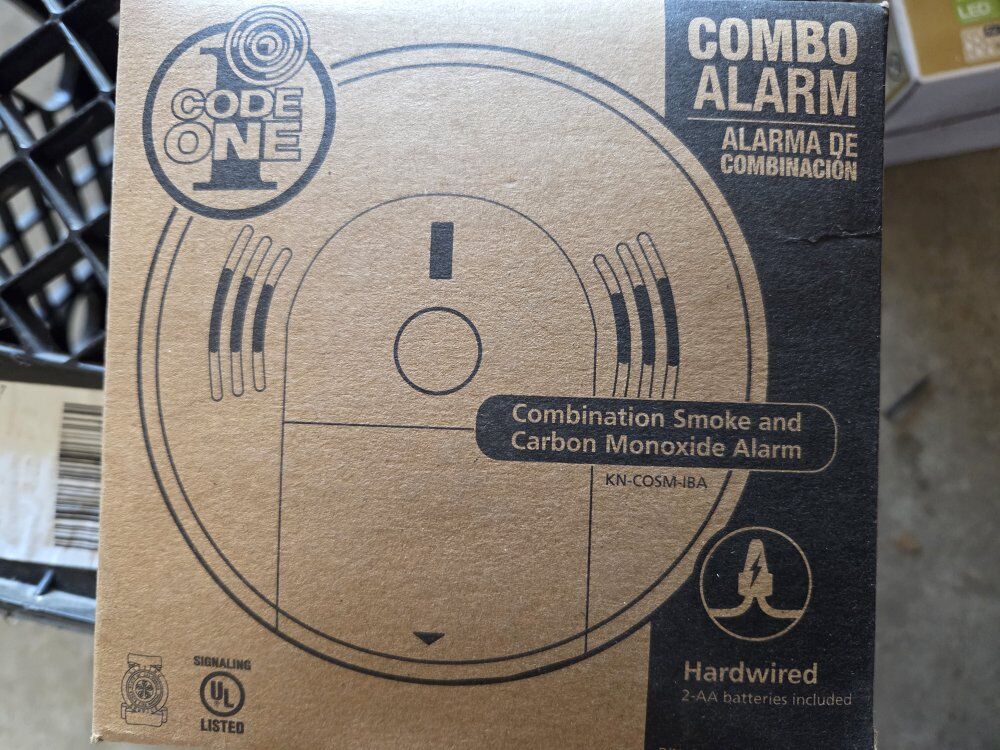 CODE
ONE
COMBO
ALARM
ALARMA DE
COMBINACIÓN
Combination Smoke and
Carbon Monoxide Alarm
KN-COSM-IBA
Hardwired
2-AA batteries included
SIGNALING
UL
LISTED
LED